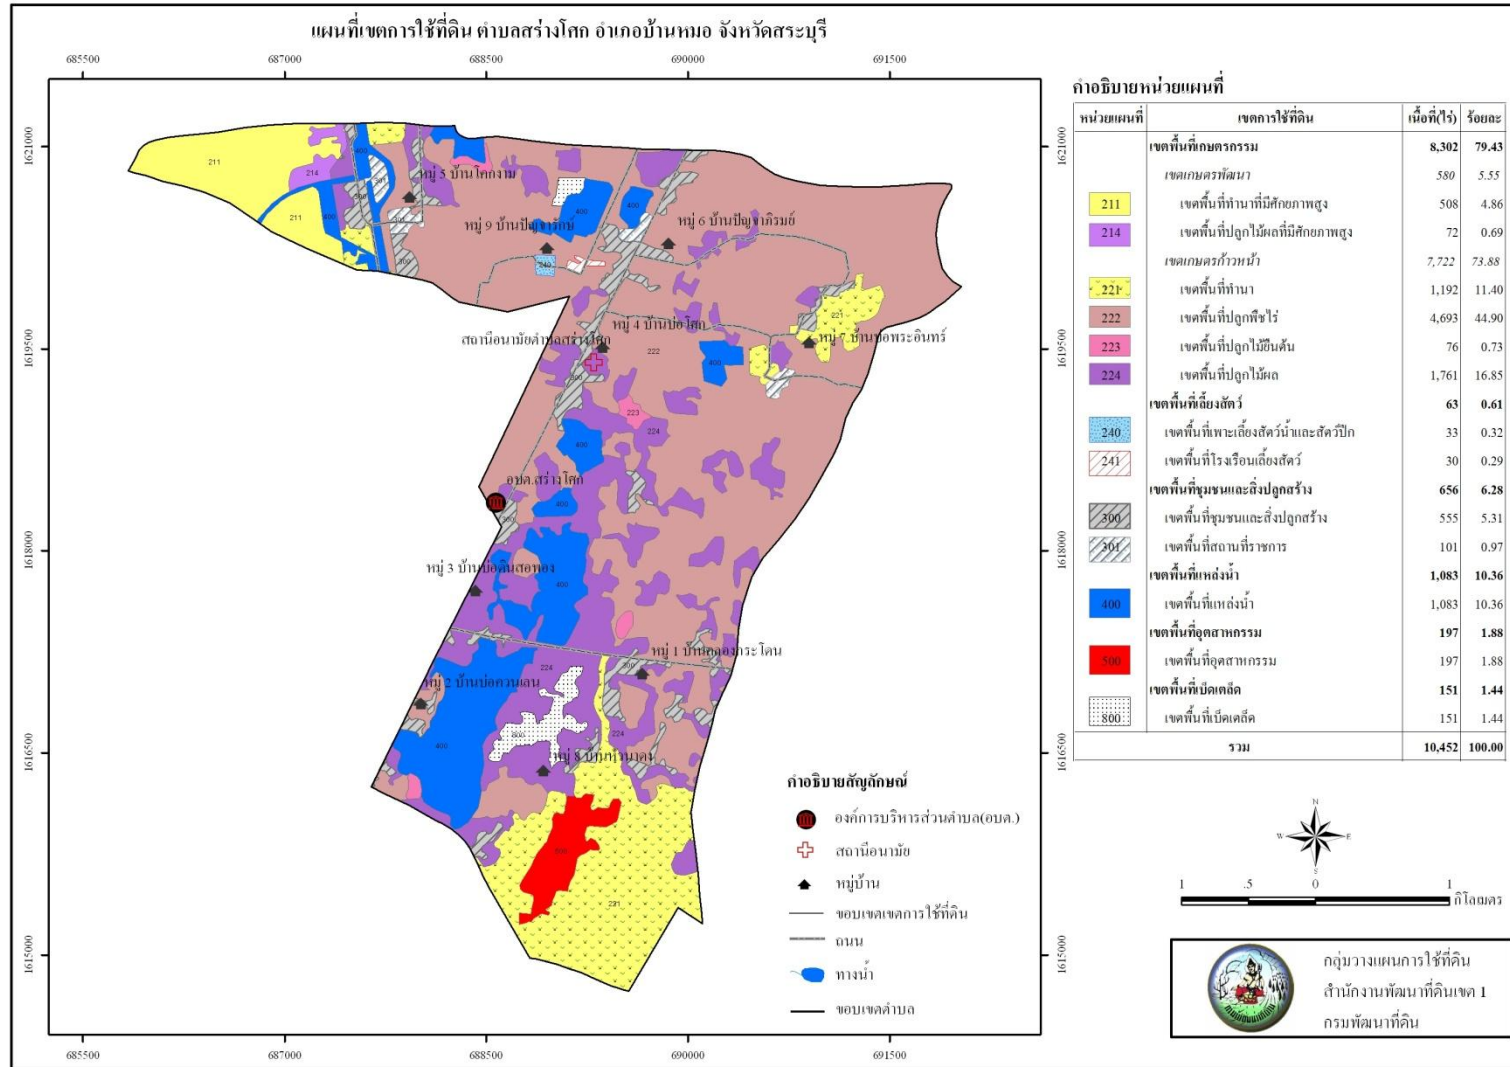 แผนที่เขตการใช้ที่ดิน ตำบลสร่างโศก อำเภอบ้านหมอ จังหวัดสระบุรี
685500 687000 688500 690000 691500
1621000
1619500
1618000
1616500
1615000
1621000
1619500
1618000
1616500
1615000
685500 687000 688500 690000 691500
211
214
400
301
หมู่ 5 บ้านโคกงาม
300
211
400
301
300
400
400
หมู่ 9 บ้านปัญจารักษ์
หมู่ 6 บ้านปัญจาภิรมย์
240
221
หมู่ 4 บ้านบ่อโศก
สถานีอนามัยตำบลสร่างโศก
หมู่ 7 บ้านบ่อพระอินทร์
222
400
300
223
224
400
อบต.สร่างโศก
400
300
หมู่ 3 บ้านบ่อดินสอพอง
400
หมู่ 1 บ้านคลองกระโดน
224
300
หมู่ 2 บ้านบ่อควนเลน
400
800
224
หมู่ 8 บ้าน
500
221
คำอธิบายสัญลักษณ์
องค์การบริหารส่วนตำบล(อบต.)
สถานีอนามัย
หมู่บ้าน
ขอบเขตเขตการใช้ที่ดิน
ถนน
ทางน้ำ
ขอบเขตตำบล
คำอธิบายหน่วยแผนที่
หน่วยแผนที่ เขตการใช้ที่ดิน เนื้อที่(ไร่) ร้อยละ
เขตพื้นที่เกษตรกรรม 8,302 79.43
เขตเกษตรพัฒนา 580 5.55
211 เขตพื้นที่ทำนาที่มีศักยภาพสูง 508 4.86
214 เขตพื้นที่ปลูกไม้ผลที่มีศักยภาพสูง 72 0.69
เขตเกษตรก้าวหน้า 7,722 73.88
221 เขตพื้นที่ทำนา 1,192 11.40
222 เขตพื้นที่ปลูกพืชไร่ 4,693 44.90
223 เขตพื้นที่ปลูกไม้ยืนต้น 76 0.73
224 เขตพื้นที่ปลูกไม้ผล 1,761 16.85
เขตพื้นที่เลี้ยงสัตว์ 63 0.61
240 เขตพื้นที่เพาะเลี้ยงสัตว์น้ำและสัตว์ปีก 33 0.32
241 เขตพื้นที่โรงเรือนเลี้ยงสัตว์ 30 0.29
เขตพื้นที่ชุมชนและสิ่งปลูกสร้าง 656 6.28
300 เขตพื้นที่ชุมชนและสิ่งปลูกสร้าง 555 5.31
301 เขตพื้นที่สถานที่ราชการ 101 0.97
เขตพื้นที่แหล่งน้ำ 1,083 10.36
400 เขตพื้นที่แหล่งน้ำ 1,083 10.36
เขตพื้นที่อุตสาหกรรม 197 1.88
500 เขตพื้นที่อุตสาหกรรม 197 1.88
เขตพื้นที่เบ็ดเตล็ด 151 1.44
800 เขตพื้นที่เบ็ดเตล็ด 151 1.44
รวม 10,452 100.00
N
W E
S
1 .5 0 1
กิโลเมตร
กลุ่มวางแผนการใช้ที่ดิน
สำนักงานพัฒนาที่ดินเขต 1
กรมพัฒนาที่ดิน